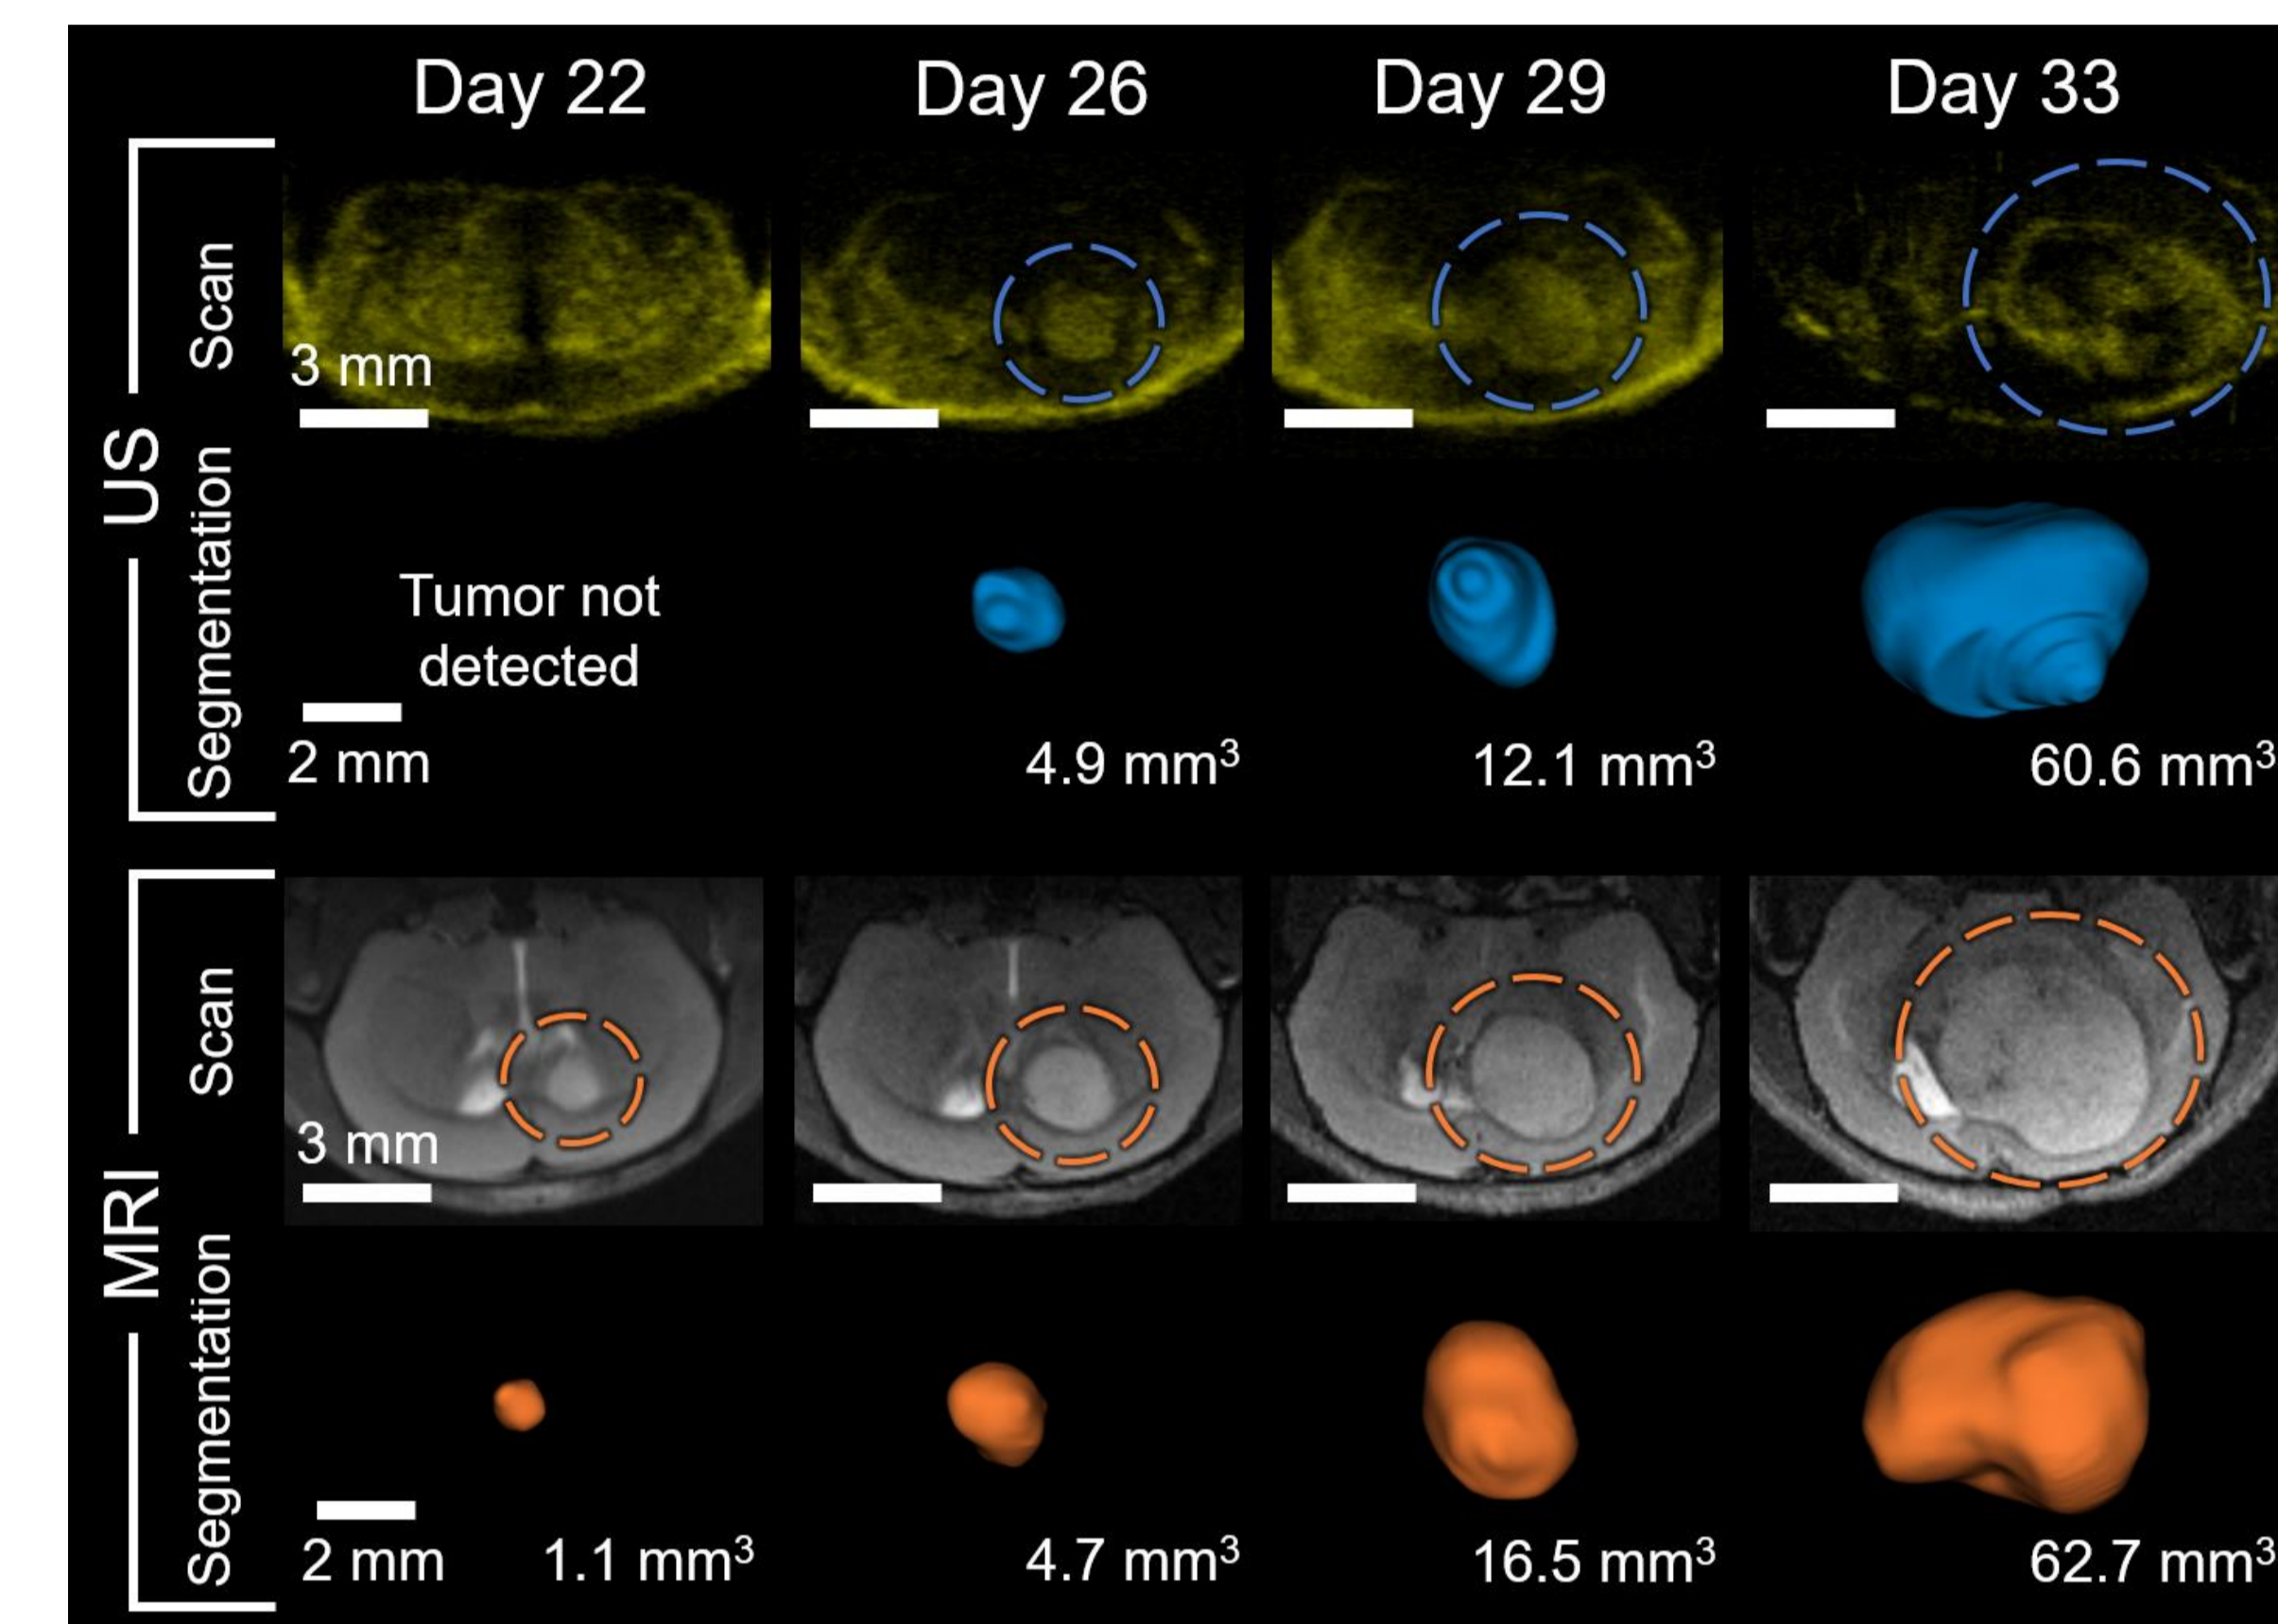 Day 22
Day 26
Day 29
Day 33
US
Scan
3 mm
Segmentation
Tumor not
detected
2 mm
4.9 mm³
12.1 mm³
60.6 mm³
MRI
Scan
3 mm
Segmentation
2 mm
1.1 mm³
4.7 mm³
16.5 mm³
62.7 mm³